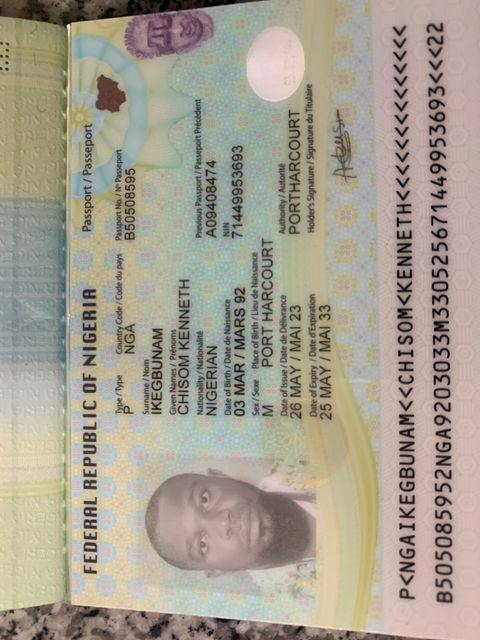 FEDERAL REPUBLIC OF NIGERIA
Passport / Passeport
Type / Type Country Code / Code du pays Passport No. / Nº Passeport
P NGA B50508595
Surname / Nom
IKEGBUNAM
Given Names / Prénoms
CHISOM KENNETH
Nationality / Nationalité Previous Passport / Passeport Précédent
NIGERIAN A09408474
Date of Birth / Date de Naissance NIN
03 MAR / MARS 92 71449953693
Sex / Sexe Place of Birth / Lieu de Naissance
M PORT HARCOURT
Date of Issue / Date de Délivrance Authority / Autorité
26 MAY / MAI 23 PORTHARCOURT
Date of Expiry / Date d'Expiration Holder's Signature / Signature du Titulaire
25 MAY / MAI 33
P<NGAIKEGBUNAM<<CHISOM<KENNETH<<<<<<<<<<<<<<
B505085952NGA9203033M330525671449953693<<<22